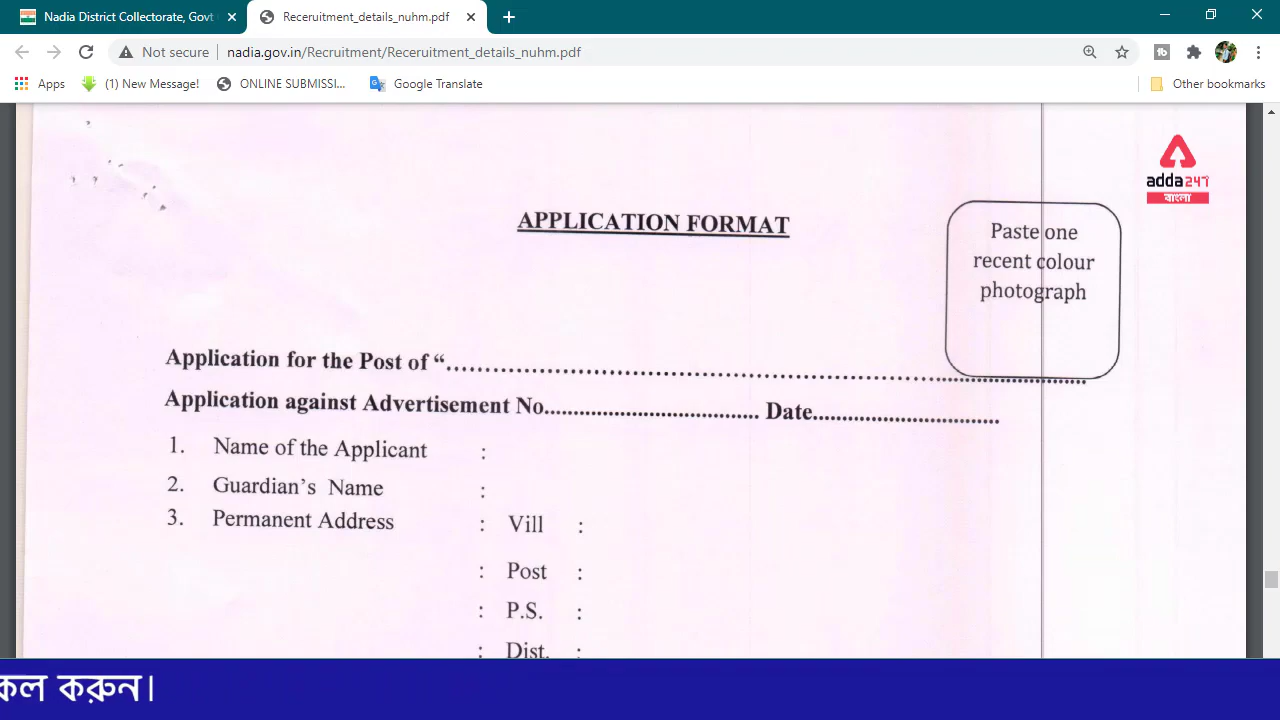 Nadia District Collectorate, Govt
Receruitment_details_nuhm.pdf
Not secure
nadia.gov.in/Recruitment/Receruitment_details_nuhm.pdf
Apps
(1) New Message!
ONLINE SUBMISSI...
Google Translate
Other bookmarks
adda247
বাংলা
APPLICATION FORMAT
Paste one
recent colour
photograph
Application for the Post of “..........................................................................
Application against Advertisement No..................................... Date................................
1. Name of the Applicant :
2. Guardian’s Name :
3. Permanent Address : Vill :
: Post :
: P.S. :
: Dist. :
করুন।